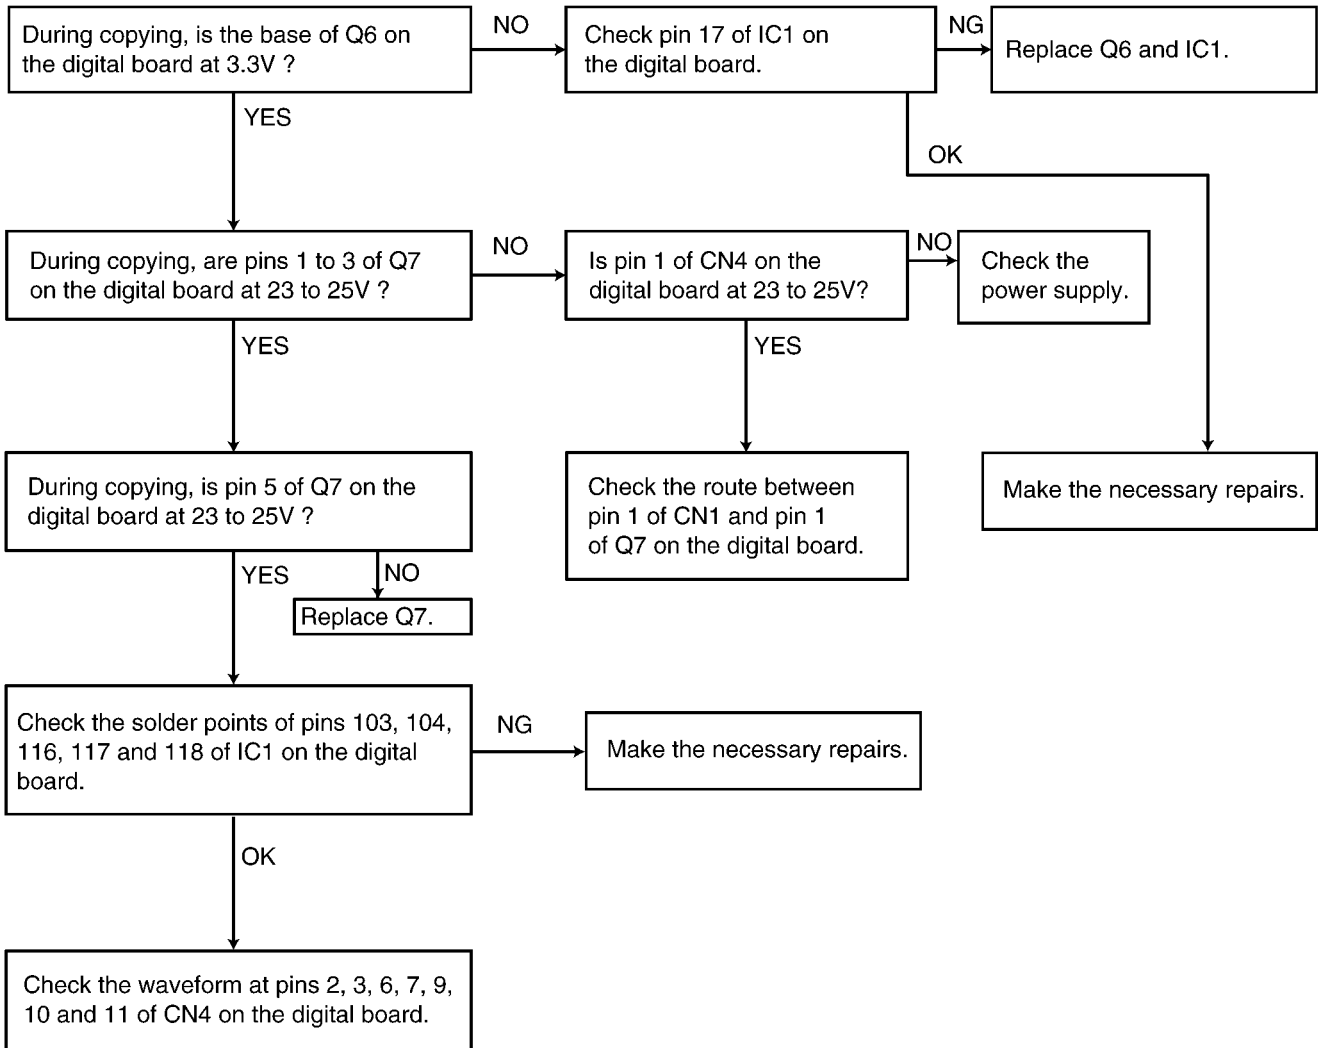 During copying, is the base of Q6 on
the digital board at 3.3V ?
NO
Check pin 17 of IC1 on
the digital board.
NG
Replace Q6 and IC1.
YES
OK
During copying, are pins 1 to 3 of Q7
on the digital board at 23 to 25V ?
NO
Is pin 1 of CN4 on the
digital board at 23 to 25V?
NO
Check the
power supply.
YES
YES
During copying, is pin 5 of Q7 on the
digital board at 23 to 25V ?
Check the route between
pin 1 of CN1 and pin 1
of Q7 on the digital board.
Make the necessary repairs.
YES
NO
Replace Q7.
Check the solder points of pins 103, 104,
116, 117 and 118 of IC1 on the digital
board.
NG
Make the necessary repairs.
OK
Check the waveform at pins 2, 3, 6, 7, 9,
10 and 11 of CN4 on the digital board.